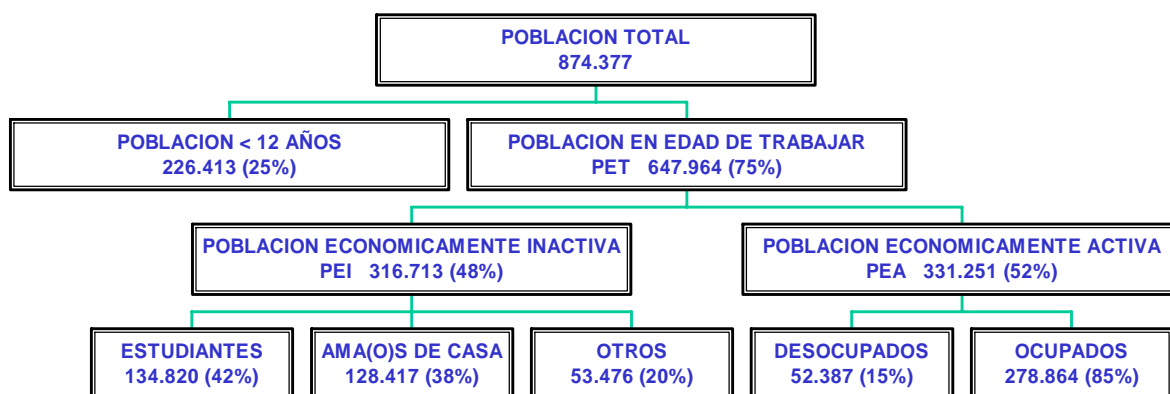 POBLACION TOTAL
874.377
POBLACION < 12 AÑOS
226.413 (25%)
POBLACION EN EDAD DE TRABAJAR
PET 647.964 (75%)
POBLACION ECONOMICAMENTE INACTIVA
PEI 316.713 (48%)
POBLACION ECONOMICAMENTE ACTIVA
PEA 331.251 (52%)
ESTUDIANTES
134.820 (42%)
AMA(O)S DE CASA
128.417 (38%)
OTROS
53.476 (20%)
DESOCUPADOS
52.387 (15%)
OCUPADOS
278.864 (85%)